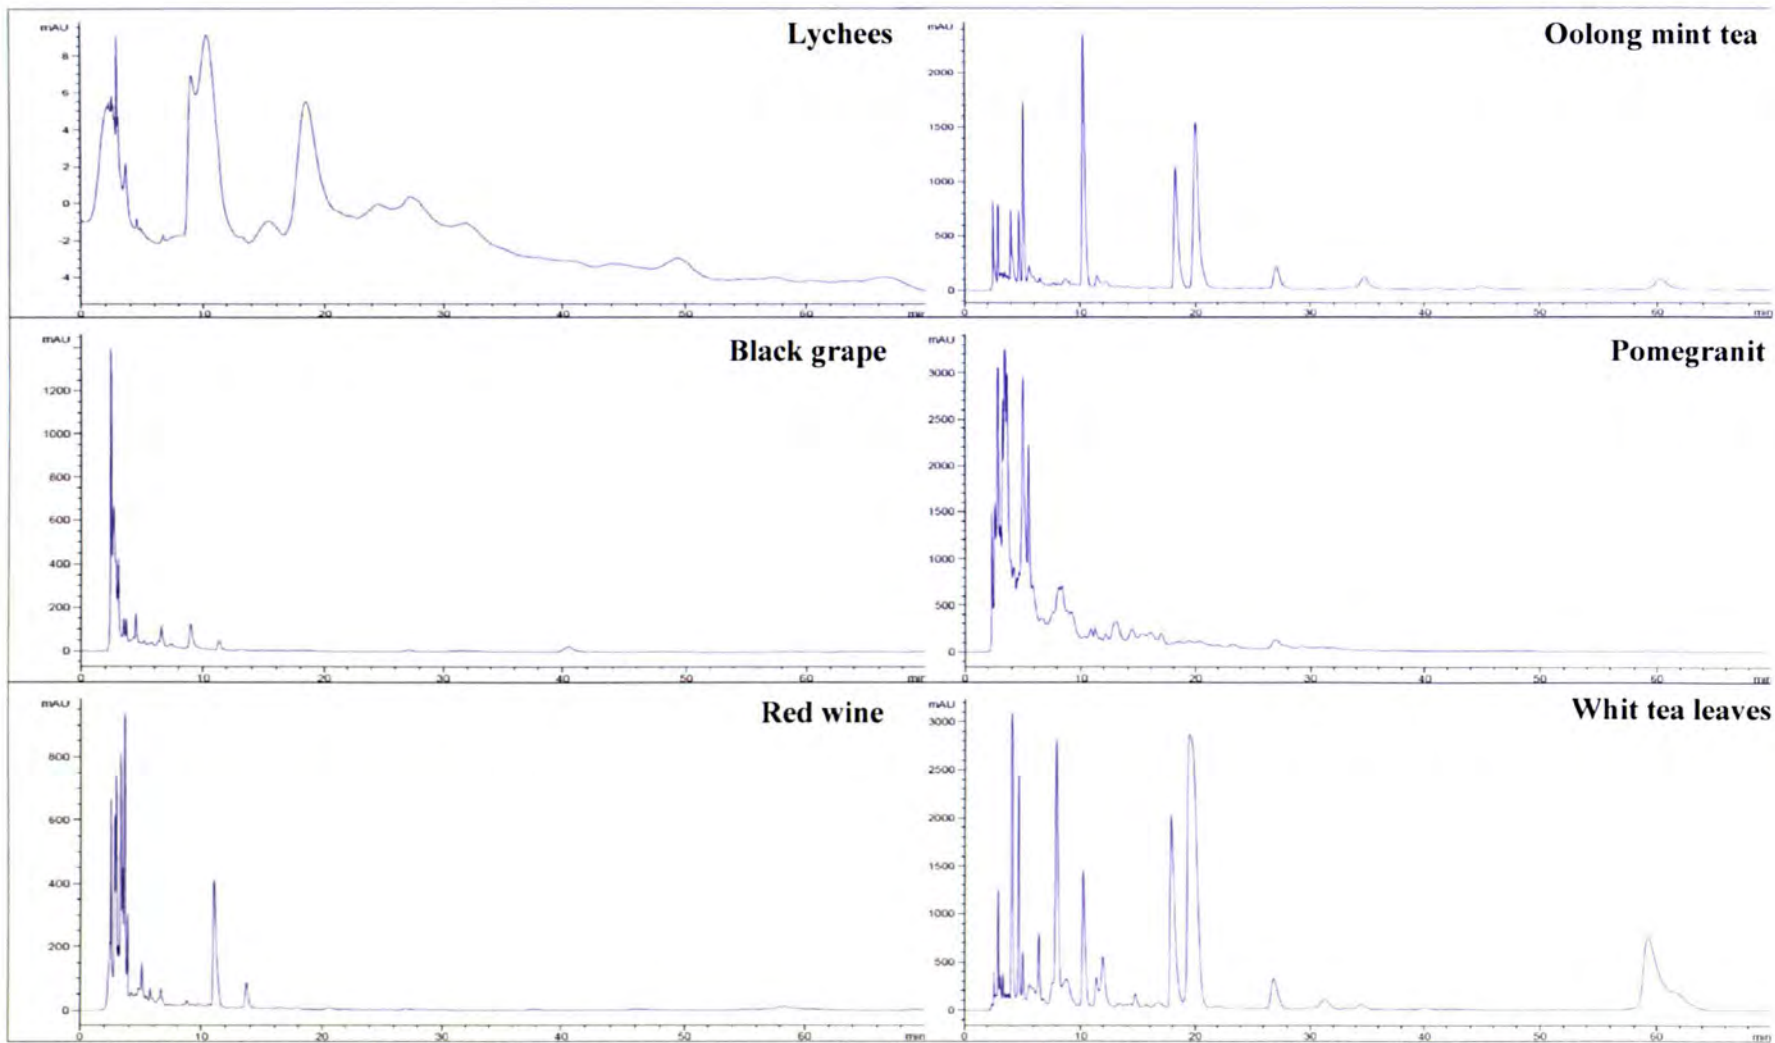 mAU
Lychees
8
6
4
2
0
-2
4
0 10 20 30 40 50 60 min
mAU
Oolong mint tea
2000
1500
1000
500
0
0 10 20 30 40 50 60 min
mAU
Black grape
1200
1000
800
600
400
200
0
0 10 20 30 40 50 60 min
mAU
Pomegranit
3000
2500
2000
1500
1000
500
0
0 10 20 30 40 50 60 min
mAU
Red wine
800
600
400
200
0
0 10 20 30 40 50 60 min
mAU
Whit tea leaves
3000
2500
2000
1500
1000
500
0
0 10 20 30 40 50 60 min